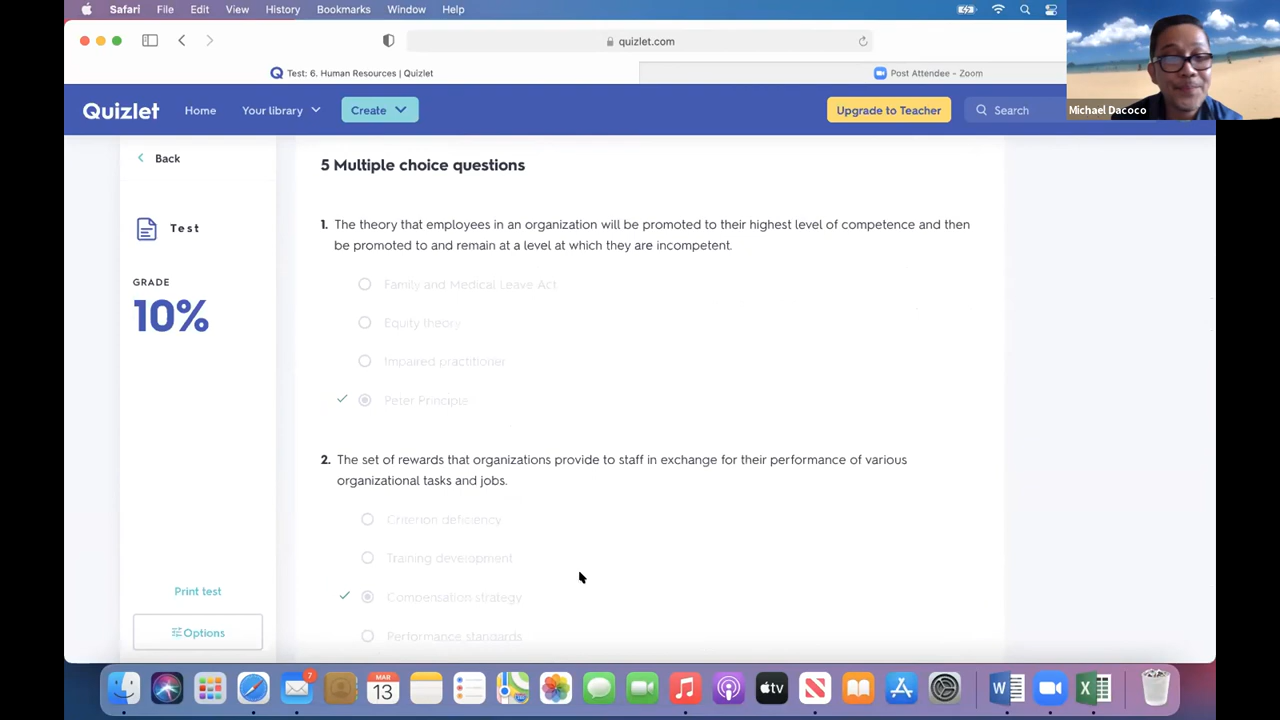 Safari File Edit View History Bookmarks Window Help
quizlet.com
Test: 6. Human Resources | Quizlet
Post Attendee - Zoom
Michael Dacoco
Quizlet
Home
Your library
Create
Upgrade to Teacher
Search
Back
Test
GRADE
10%
Print test
Options
5 Multiple choice questions
1. The theory that employees in an organization will be promoted to their highest level of competence and then
be promoted to and remain at a level at which they are incompetent.
Family and Medical Leave Act
Equity theory
Impaired practitioner
Peter Principle
2. The set of rewards that organizations provide to staff in exchange for their performance of various
organizational tasks and jobs.
Criterion deficiency
Training development
Compensation strategy
Performance standards
7
MAR
13
tv
W
X